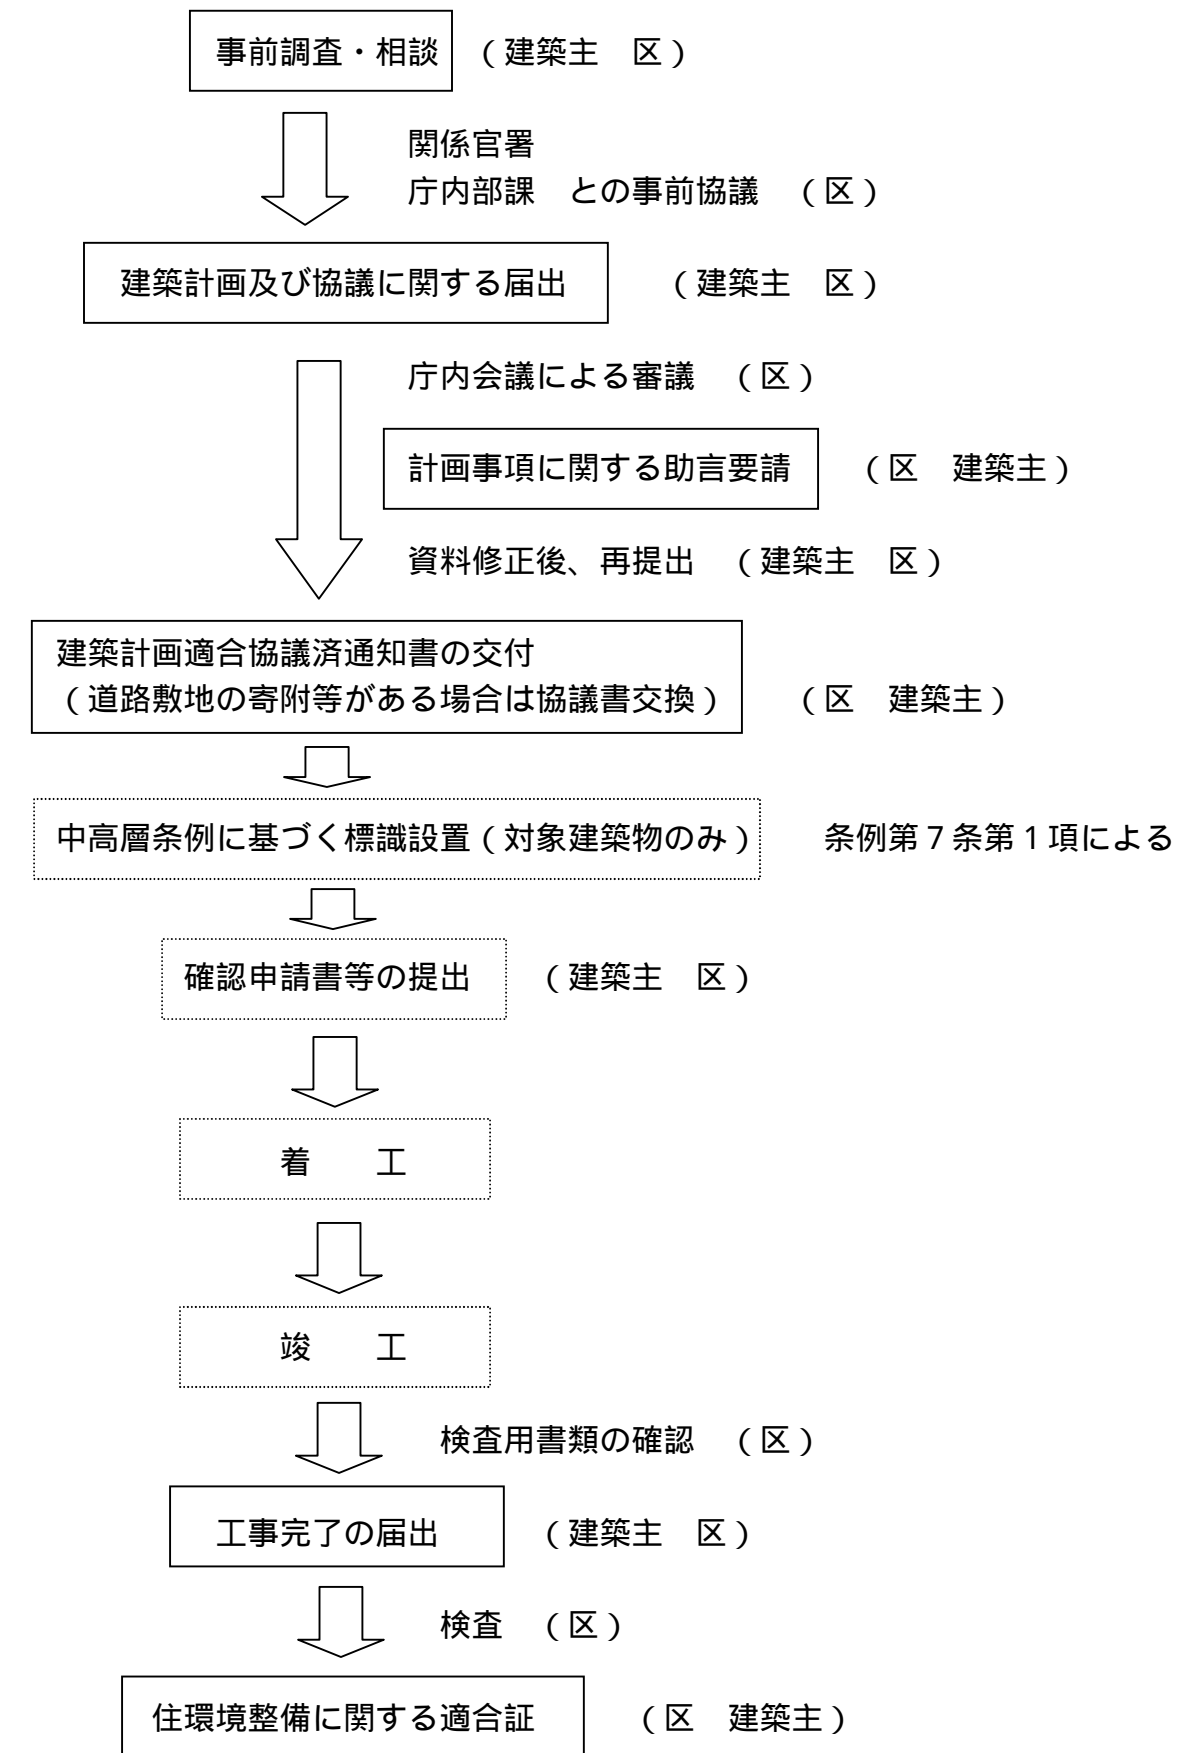 事前調査・相談 （建築主　区）
関係官署
庁内部課　との事前協議 （区）
建築計画及び協議に関する届出 （建築主　区）
庁内会議による審議 （区）
計画事項に関する助言要請 （区　建築主）
資料修正後、再提出 （建築主　区）
建築計画適合協議済通知書の交付
（道路敷地の寄附等がある場合は協議書交換） （区　建築主）
中高層条例に基づく標識設置（対象建築物のみ） 条例第７条第１項による
確認申請書等の提出 （建築主　区）
着　　工
竣　　工
検査用書類の確認 （区）
工事完了の届出 （建築主　区）
検査 （区）
住環境整備に関する適合証 （区　建築主）